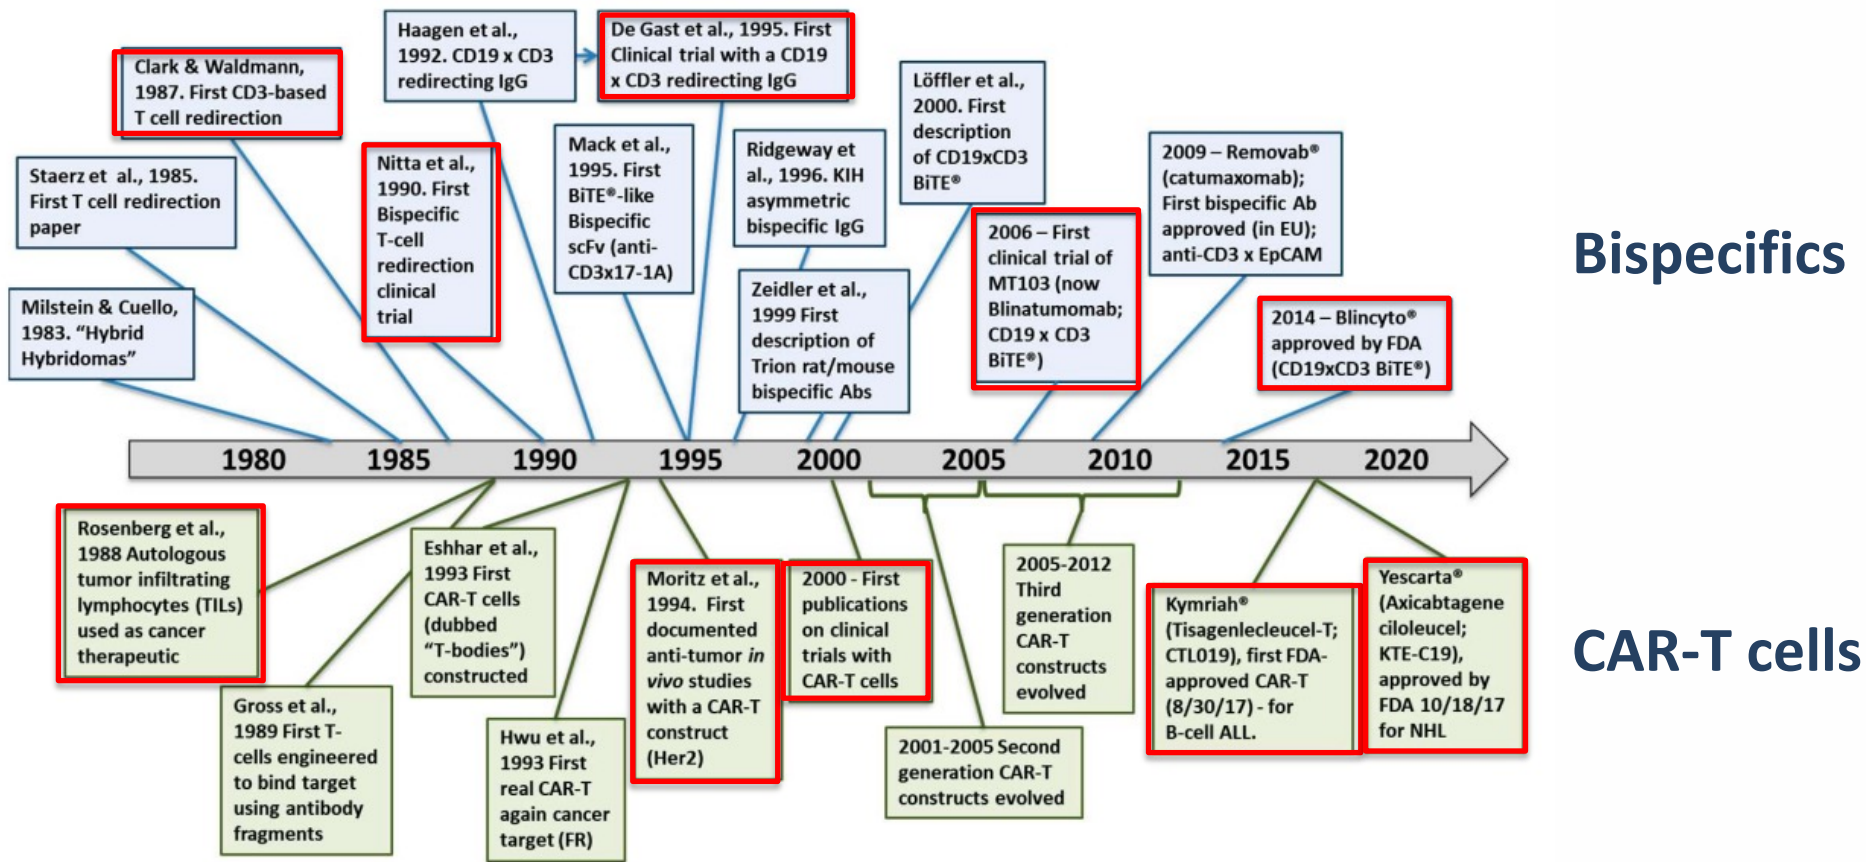 Clark & Waldmann,
1987. First CD3-based
T cell redirection
Haagen et al.,
1992. CD19 x CD3
redirecting IgG
De Gast et al., 1995. First
Clinical trial with a CD19
x CD3 redirecting IgG
Löffler et al.,
2000. First
description
of CD19xCD3
BiTE®
Staerz et al., 1985.
First T cell redirection
paper
Nitta et al.,
1990. First
Bispecific
T-cell
redirection
clinical
trial
Mack et al.,
1995. First
BiTE®-like
Bispecific
scFv (anti-
CD3x17-1A)
Ridgeway et
al., 1996. KIH
asymmetric
bispecific IgG
2009 – Removab®
(catumaxomab);
First bispecific Ab
approved (in EU);
anti-CD3 x EpCAM
Milstein & Cuello,
1983. “Hybrid
Hybridomas”
Zeidler et al.,
1999 First
description of
Trion rat/mouse
bispecific Abs
2006 – First
clinical trial of
MT103 (now
Blinatumomab;
CD19 x CD3
BiTE®)
2014 – Blincyto®
approved by FDA
(CD19xCD3 BiTE®)
Bispecifics
1980 1985 1990 1995 2000 2005 2010 2015 2020
Rosenberg et al.,
1988 Autologous
tumor infiltrating
lymphocytes (TILs)
used as cancer
therapeutic
Gross et al.,
1989 First T-
cells engineered
to bind target
using antibody
fragments
Eshhar et al.,
1993 First
CAR-T cells
(dubbed
“T-bodies”)
constructed
Hwu et al.,
1993 First
real CAR-T
again cancer
target (FR)
Moritz et al.,
1994. First
documented
anti-tumor in
vivo studies
with a CAR-T
construct
(Her2)
2000 - First
publications
on clinical
trials with
CAR-T cells
2001-2005 Second
generation CAR-T
constructs evolved
2005-2012
Third
generation
CAR-T
constructs
evolved
Kymriah®
(Tisagenlecleucel-T;
CTL019), first FDA-
approved CAR-T
(8/30/17) - for
B-cell ALL.
Yescarta®
(Axicabtagene
ciloleucel;
KTE-C19),
approved by
FDA 10/18/17
for NHL
CAR-T cells